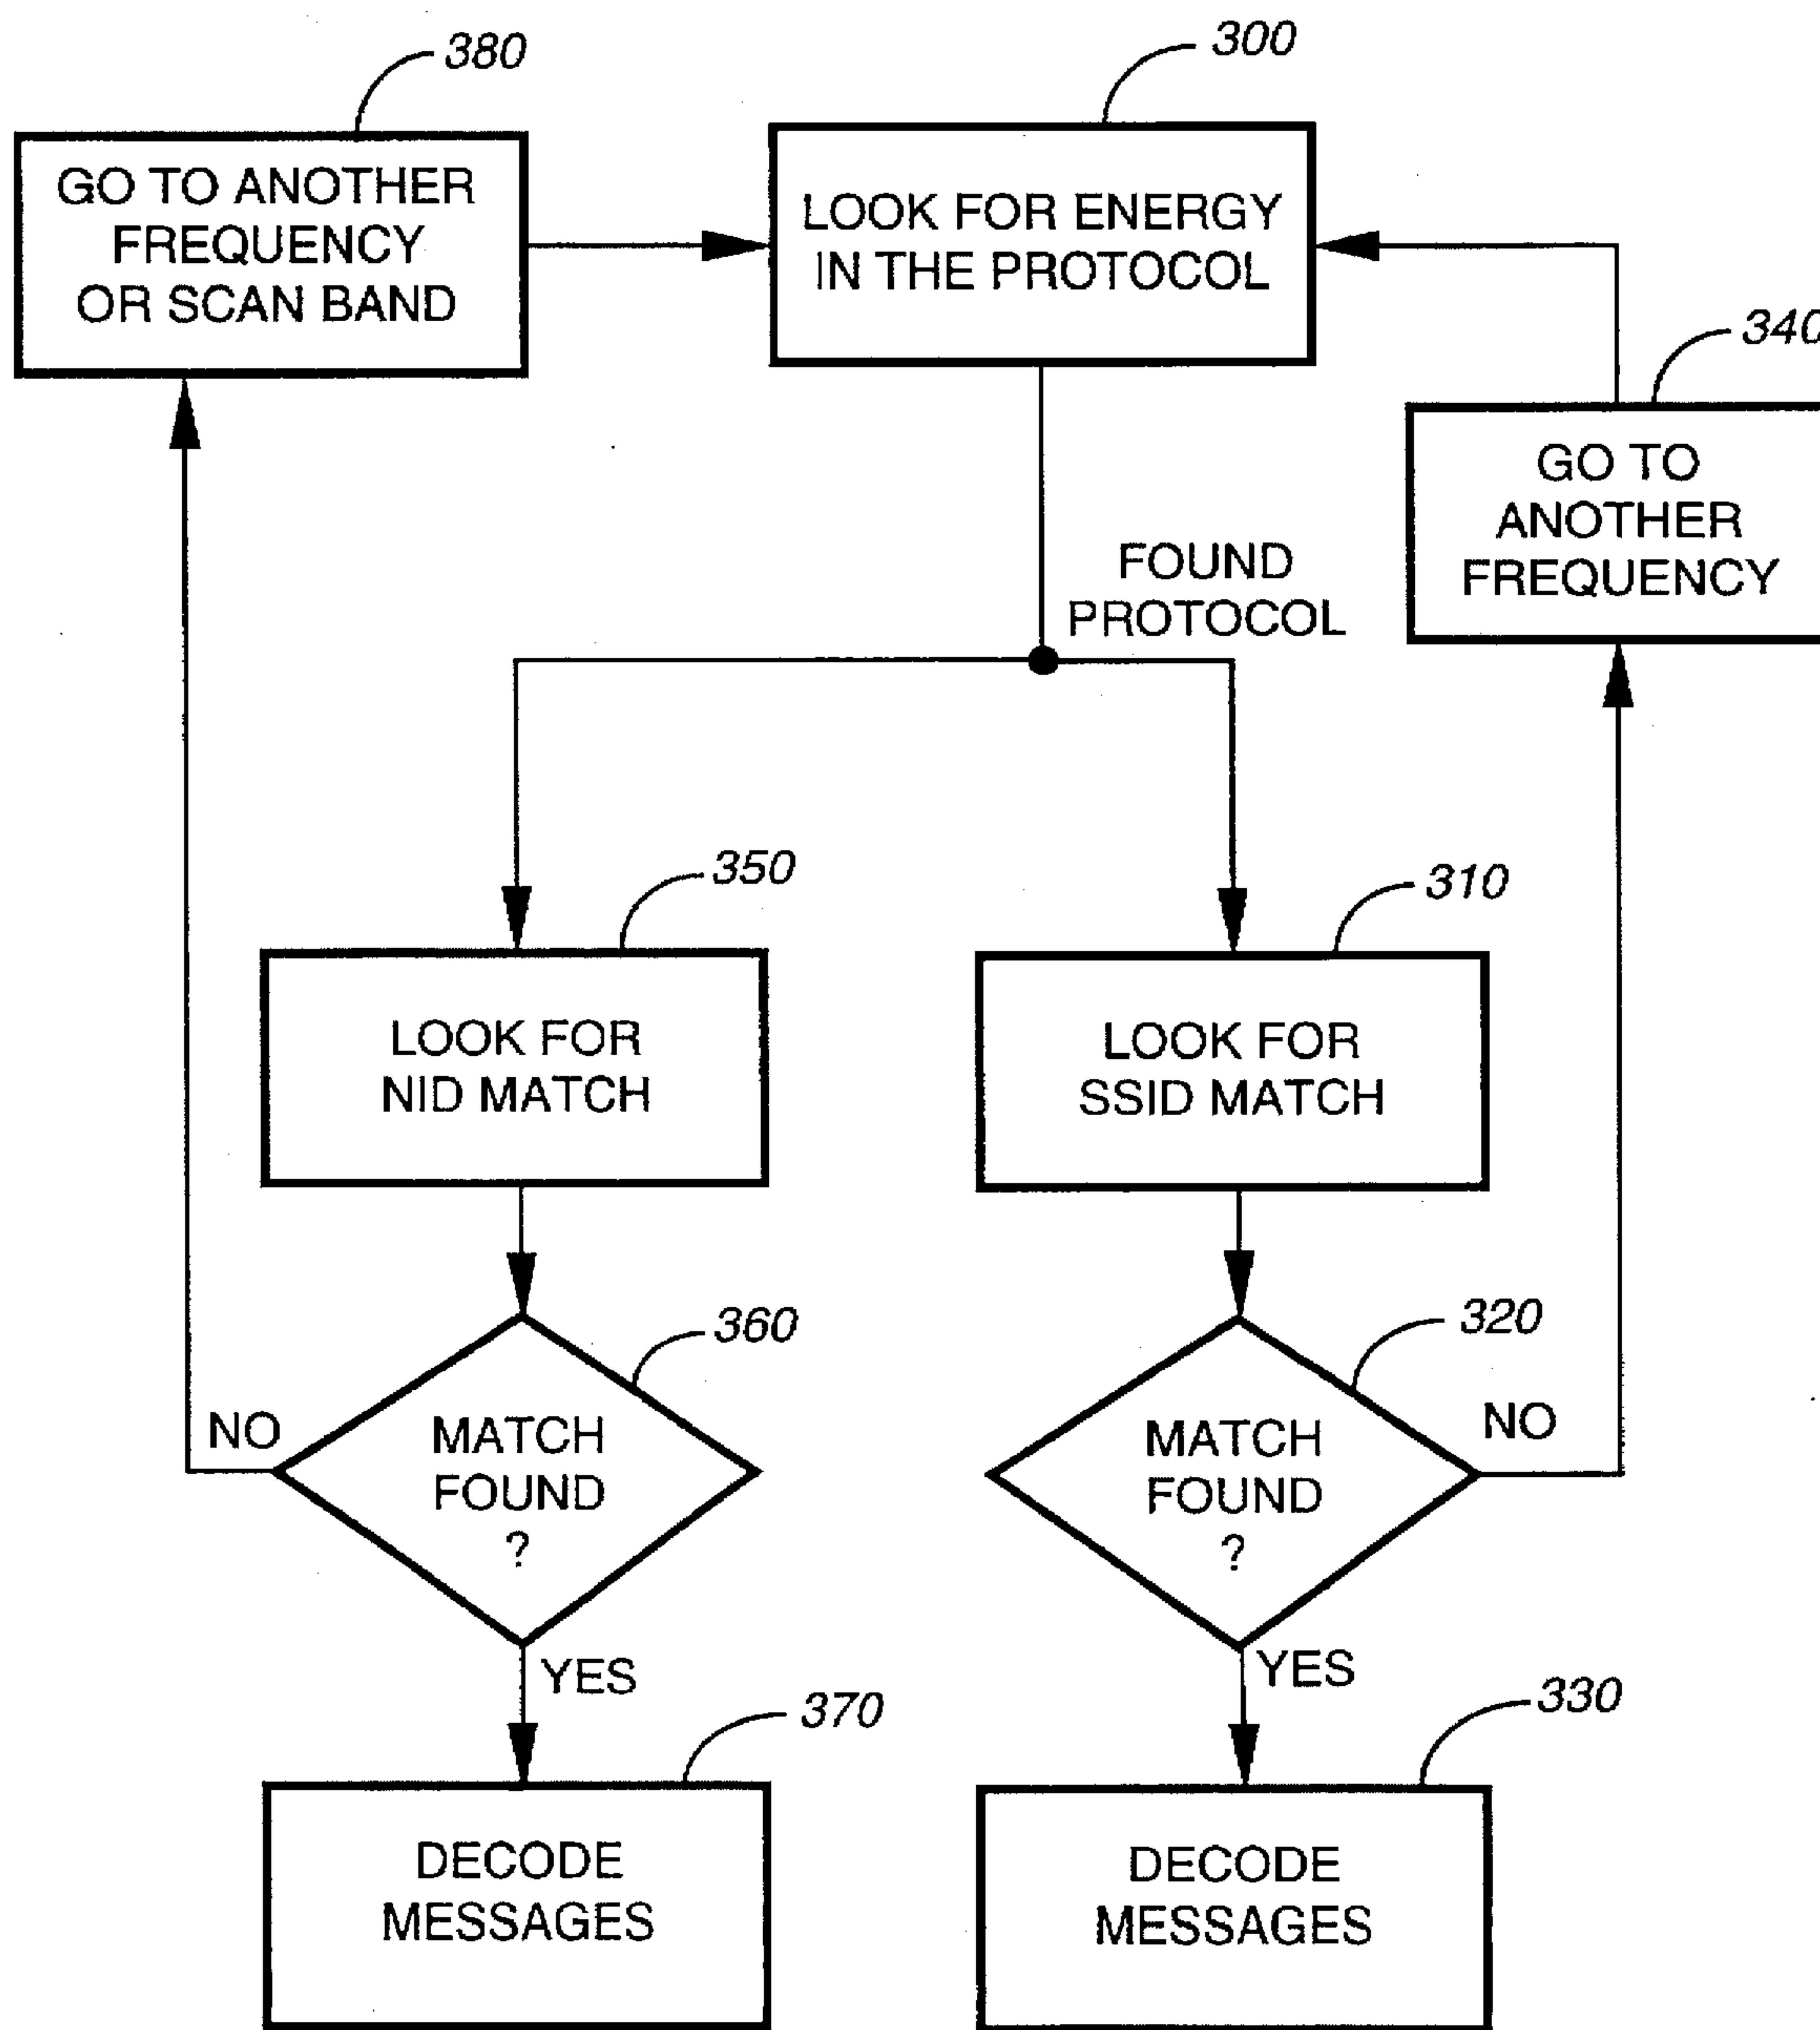 380
300
GO TO ANOTHER
FREQUENCY
OR SCAN BAND
LOOK FOR ENERGY
IN THE PROTOCOL
340
GO TO
ANOTHER
FREQUENCY
FOUND
PROTOCOL
350
310
LOOK FOR
NID MATCH
LOOK FOR
SSID MATCH
360
320
NO
MATCH
FOUND
?
MATCH
FOUND
?
NO
YES
YES
370
330
DECODE
MESSAGES
DECODE
MESSAGES